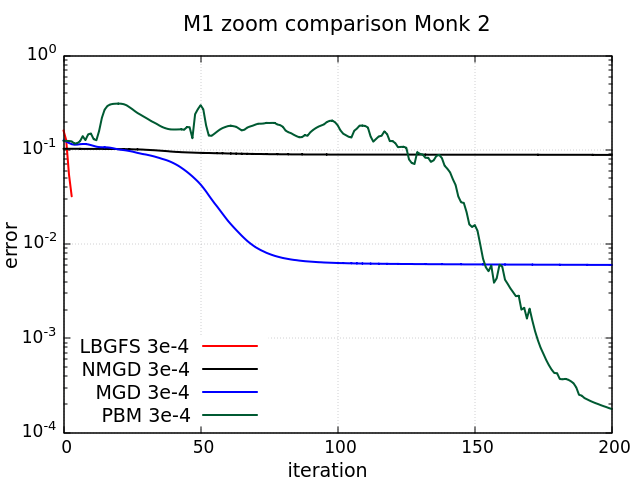 M1 zoom comparison Monk 2
10^0
10^-1
10^-2
10^-3
10^-4
error
LBGFS 3e-4
NMGD 3e-4
MGD 3e-4
PBM 3e-4
0 50 100 150 200
iteration